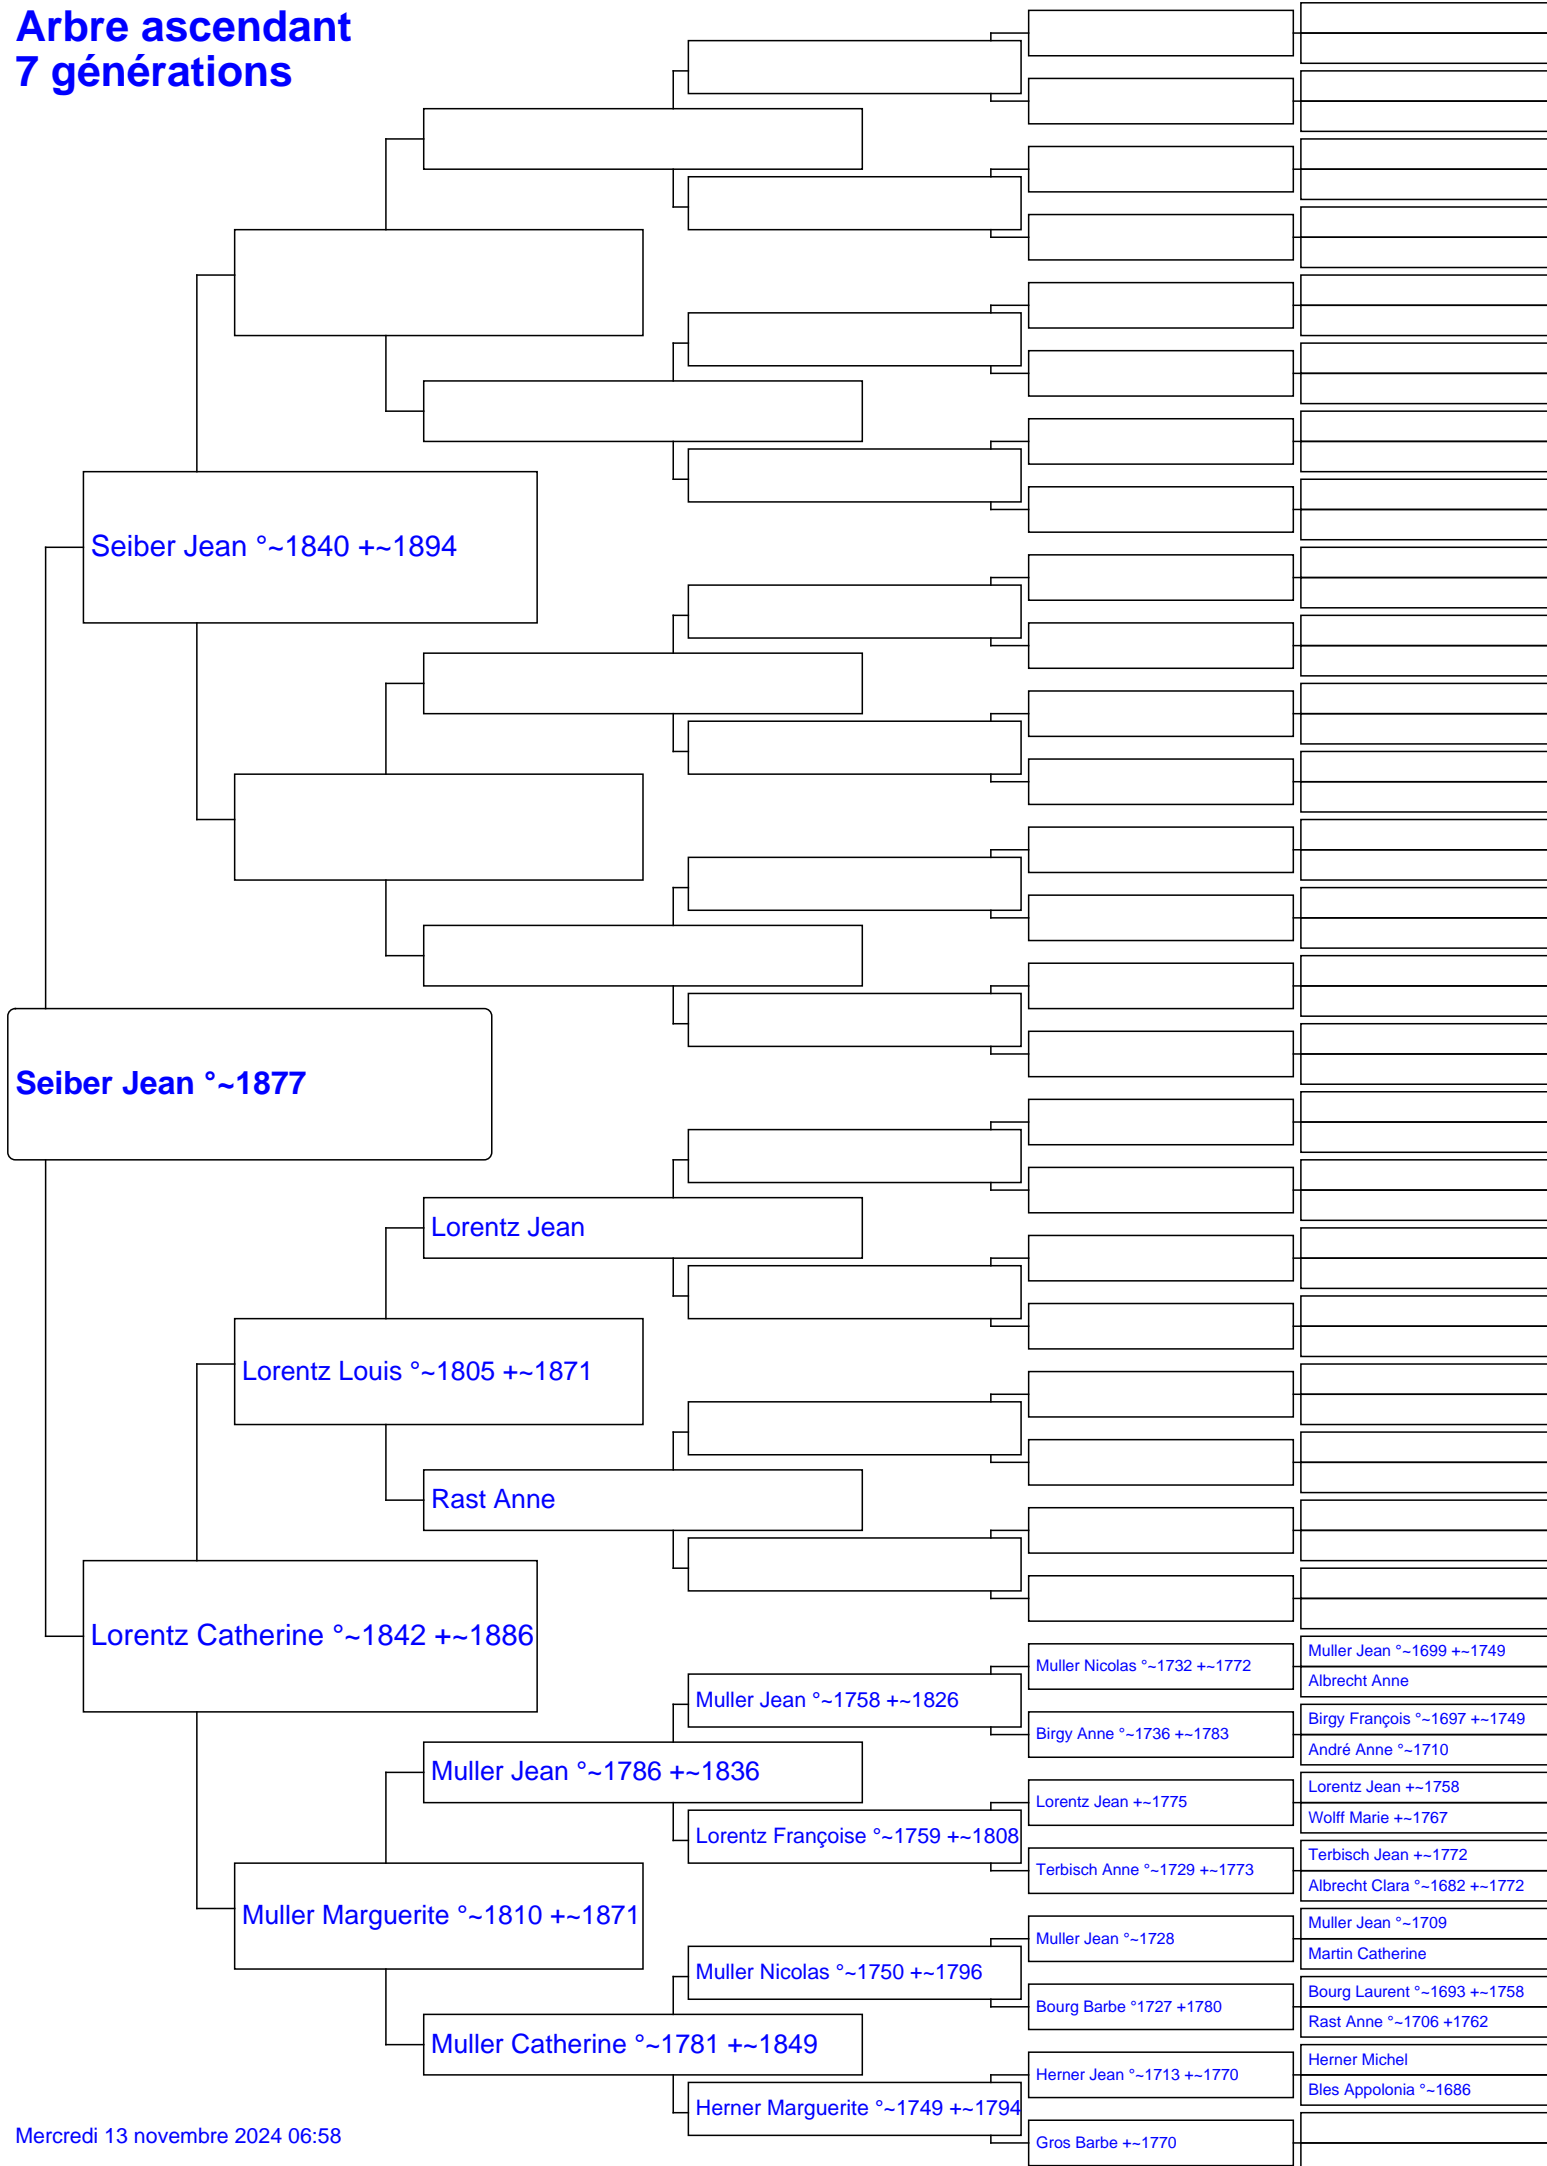 Arbre ascendant
7 générations
Seiber Jean °~1840 +~1894
Seiber Jean °~1877
Lorentz Jean
Lorentz Louis °~1805 +~1871
Rast Anne
Lorentz Catherine °~1842 +~1886
Muller Jean °~1699 +~1749
Muller Nicolas °~1732 +~1772
Albrecht Anne
Muller Jean °~1758 +~1826
Birgy François °~1697 +~1749
Birgy Anne °~1736 +~1783
André Anne °~1710
Muller Jean °~1786 +~1836
Lorentz Jean +~1758
Lorentz Jean +~1775
Wolff Marie +~1767
Lorentz Françoise °~1759 +~1808
Terbisch Jean +~1772
Terbisch Anne °~1729 +~1773
Albrecht Clara °~1682 +~1772
Muller Marguerite °~1810 +~1871
Muller Jean °~1709
Muller Jean °~1728
Martin Catherine
Muller Nicolas °~1750 +~1796
Bourg Laurent °~1693 +~1758
Bourg Barbe °1727 +1780
Rast Anne °~1706 +1762
Muller Catherine °~1781 +~1849
Herner Michel
Herner Jean °~1713 +~1770
Bles Appolonia °~1686
Herner Marguerite °~1749 +~1794
Gros Barbe +~1770
Mercredi 13 novembre 2024 06:58